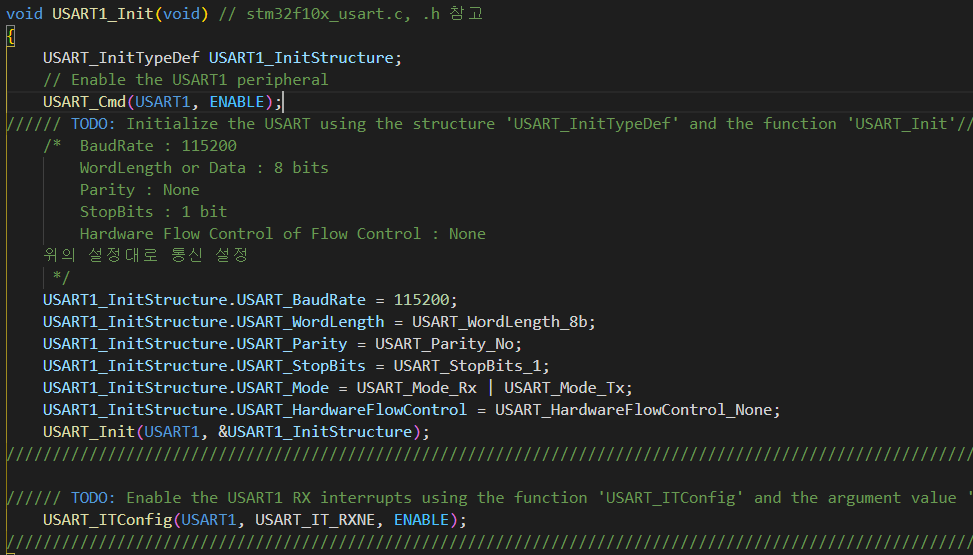 void USART1_Init(void) // stm32f10x_usart.c, .h 참고
{
USART_InitTypeDef USART1_InitStructure;
// Enable the USART1 peripheral
USART_Cmd(USART1, ENABLE);
////// TODO: Initialize the USART using the structure 'USART_InitTypeDef' and the function 'USART_Init'//
/*  BaudRate : 115200
WordLength or Data : 8 bits
Parity : None
StopBits : 1 bit
Hardware Flow Control of Flow Control : None
위의 설정대로 통신 설정
*/
USART1_InitStructure.USART_BaudRate = 115200;
USART1_InitStructure.USART_WordLength = USART_WordLength_8b;
USART1_InitStructure.USART_Parity = USART_Parity_No;
USART1_InitStructure.USART_StopBits = USART_StopBits_1;
USART1_InitStructure.USART_Mode = USART_Mode_Rx | USART_Mode_Tx;
USART1_InitStructure.USART_HardwareFlowControl = USART_HardwareFlowControl_None;
USART_Init(USART1, &USART1_InitStructure);
//////////////////////////////////////////////////////////////////////////////////////////////////////////
////// TODO: Enable the USART1 RX interrupts using the function 'USART_ITConfig' and the argument value '
USART_ITConfig(USART1, USART_IT_RXNE, ENABLE);
//////////////////////////////////////////////////////////////////////////////////////////////////////////